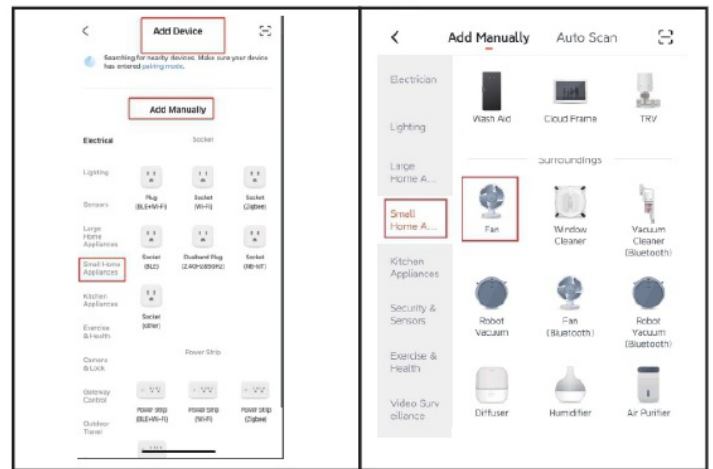 Add Device
Searching for nearby devices. Make sure your device
has entered pairing mode.
Add Manually
Electrical
Socket
Lighting
Plug
(BLE+Wi-Fi)
Socket
(Wi-Fi)
Socket
(Zigbee)
Sensors
Large
Home
Appliances
Socket
(BLE)
Dualband Plug
(2.4GHz&5GHz)
Socket
(NB-IoT)
Small Home
Appliances
Kitchen
Appliances
Socket
(other)
Exercise
& Health
Power Strip
Camera
& Lock
Gateway
Control
Power Strip
(BLE+Wi-Fi)
Power Strip
(Wi-Fi)
Power Strip
(Zigbee)
Outdoor
Travel
Add Manually
Auto Scan
Electrician
Wash Aid
Cloud Frame
TRV
Lighting
Surroundings
Large
Home A...
Small
Home A...
Fan
Window
Cleaner
Vacuum
Cleaner
(Bluetooth)
Kitchen
Appliances
Security &
Sensors
Robot
Vacuum
Fan
(Bluetooth)
Robot
Vacuum
(Bluetooth)
Exercise &
Health
Video Surv
eillance
Diffuser
Humidifier
Air Purifier